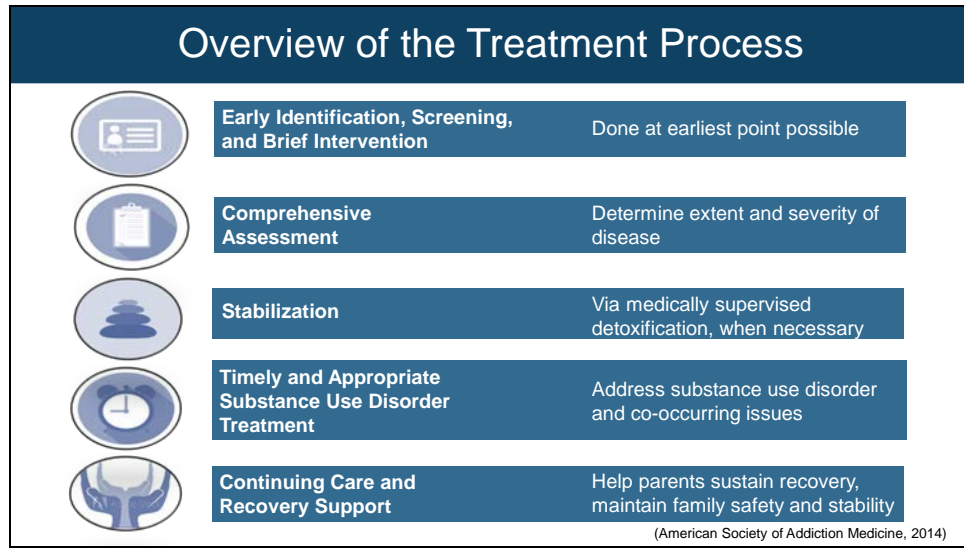 Overview of the Treatment Process
Early Identification, Screening,
and Brief Intervention
Done at earliest point possible
Comprehensive
Assessment
Determine extent and severity of
disease
Stabilization
Via medically supervised
detoxification, when necessary
Timely and Appropriate
Substance Use Disorder
Treatment
Address substance use disorder
and co-occurring issues
Continuing Care and
Recovery Support
Help parents sustain recovery,
maintain family safety and stability
(American Society of Addiction Medicine, 2014)